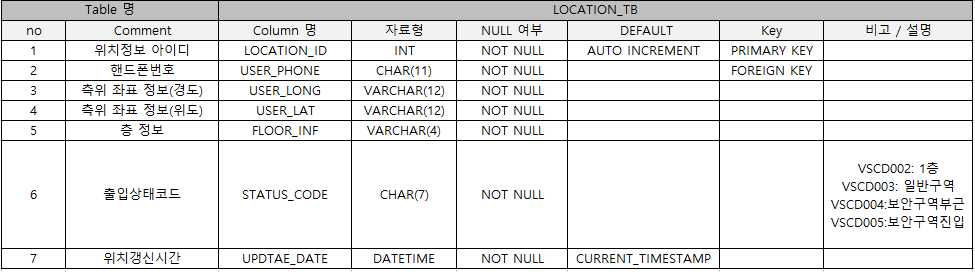 Table 명 LOCATION_TB
no Comment Column 명 자료형 NULL 여부 DEFAULT Key 비고 / 설명
1 위치정보 아이디 LOCATION_ID INT NOT NULL AUTO INCREMENT PRIMARY KEY
2 핸드폰번호 USER_PHONE CHAR(11) NOT NULL FOREIGN KEY
3 측위 좌표 정보(경도) USER_LONG VARCHAR(12) NOT NULL
4 측위 좌표 정보(위도) USER_LAT VARCHAR(12) NOT NULL
5 층 정보 FLOOR_INF VARCHAR(4) NOT NULL
6 출입상태코드 STATUS_CODE CHAR(7) NOT NULL
VSCD002: 1층
VSCD003: 일반구역
VSCD004:보안구역부근
VSCD005:보안구역진입
7 위치갱신시간 UPDTAE_DATE DATETIME NOT NULL CURRENT_TIMESTAMP